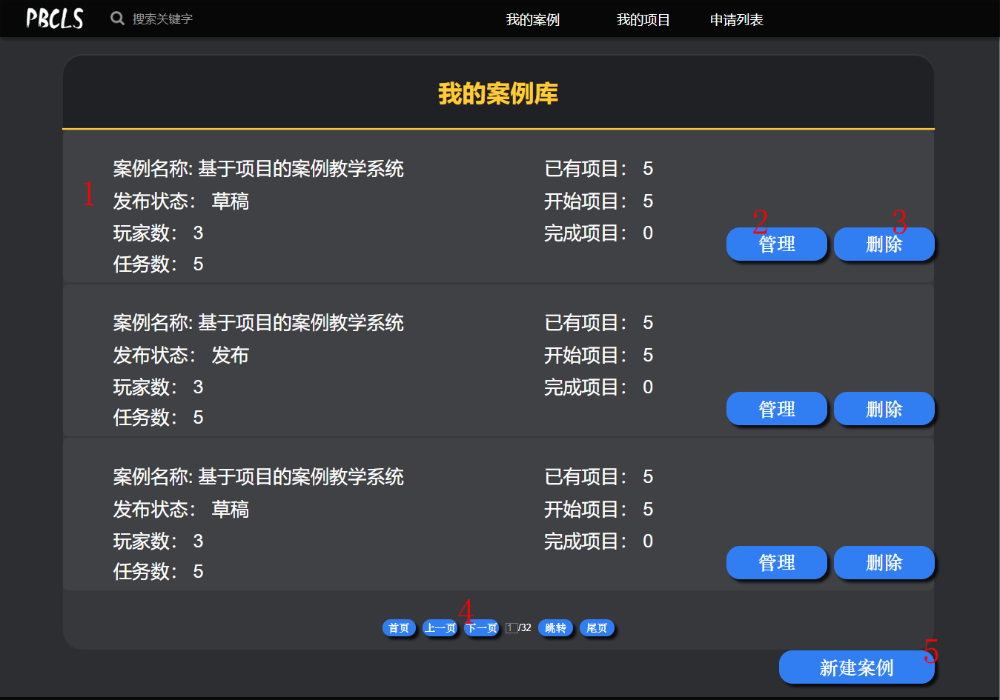 PBCLS 搜索关键字 我的案例 我的项目 申请列表
我的案例库
案例名称: 基于项目的案例教学系统 已有项目： 5
1 发布状态： 草稿 开始项目： 5
玩家数： 3 完成项目： 0
2 3
管理 删除
任务数： 5
案例名称: 基于项目的案例教学系统 已有项目： 5
发布状态： 发布 开始项目： 5
玩家数： 3 完成项目： 0
管理 删除
任务数： 5
案例名称: 基于项目的案例教学系统 已有项目： 5
发布状态： 草稿 开始项目： 5
玩家数： 3 完成项目： 0
管理 删除
任务数： 5
4
首页 上一页 下一页 1/32 跳转 尾页
5
新建案例